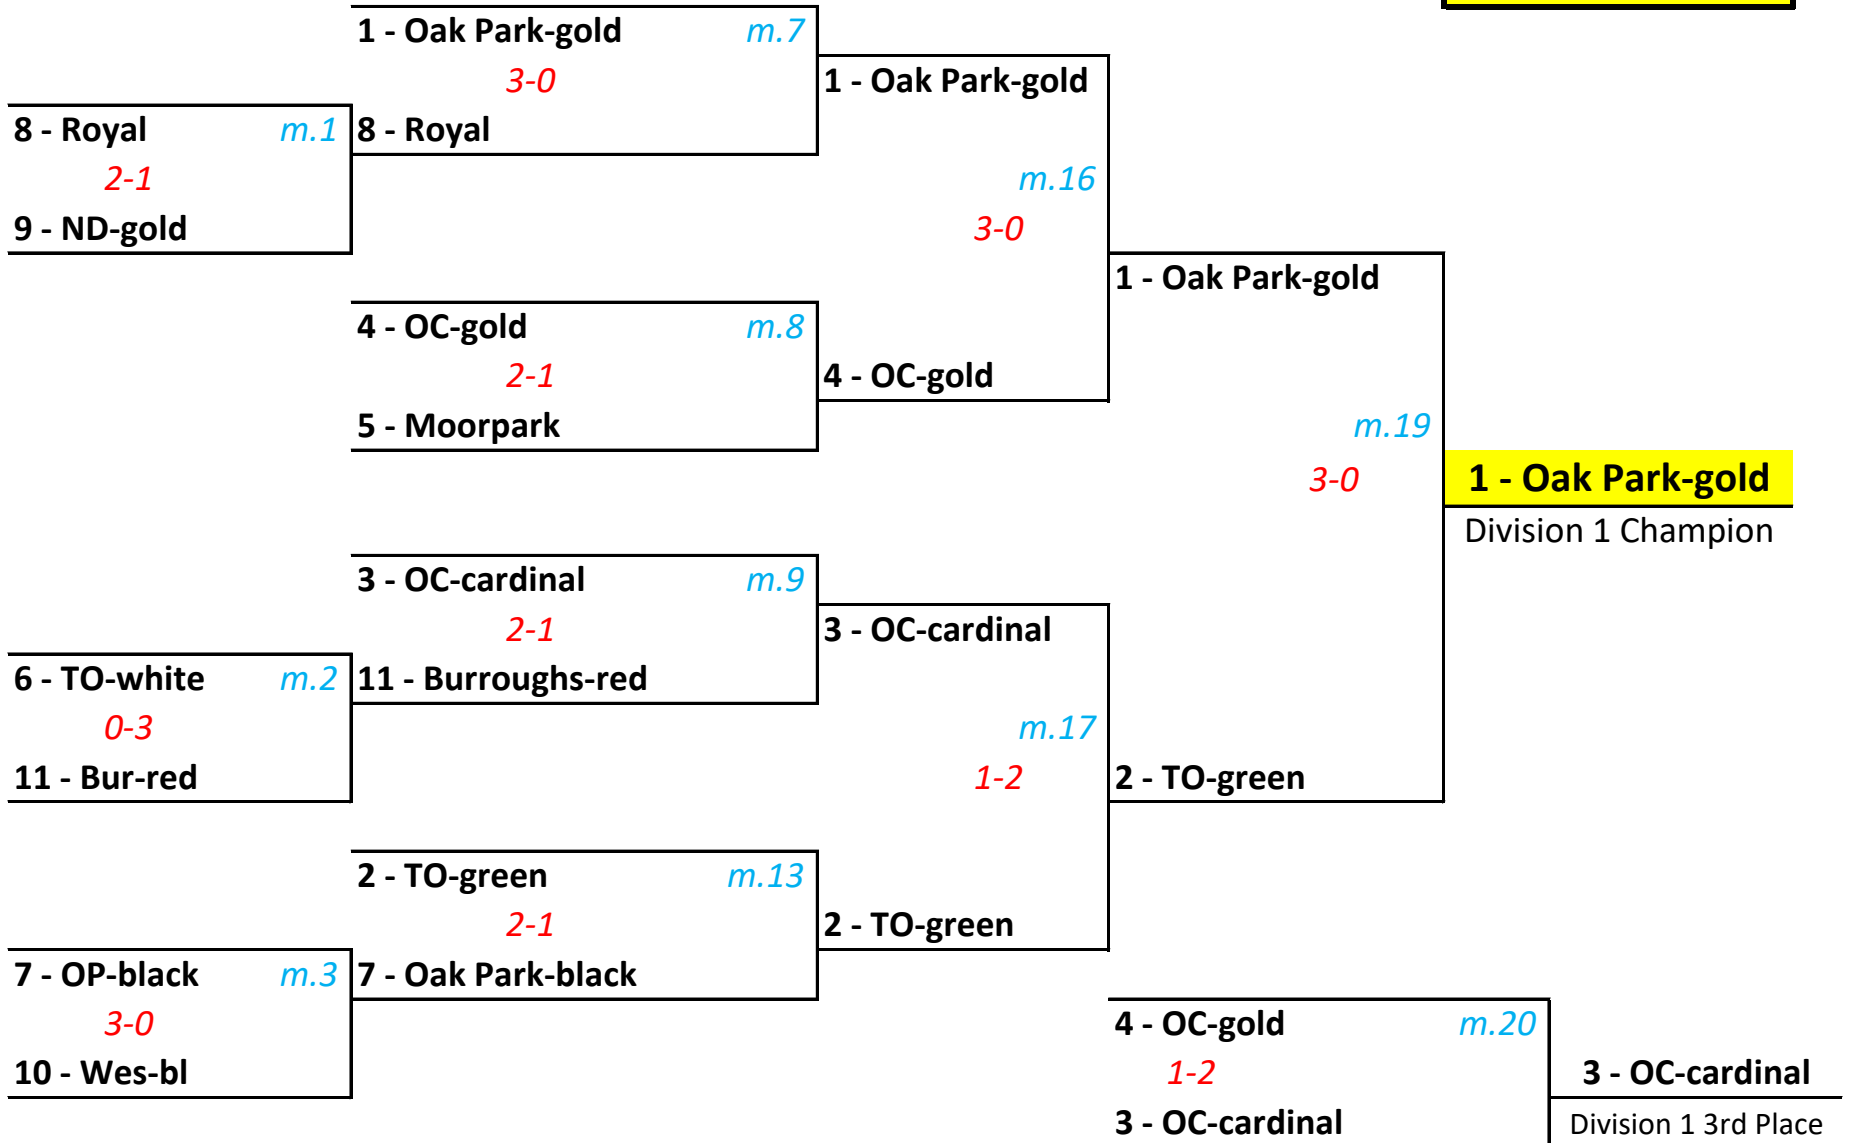 1 - Oak Park-gold m.7
3-0
1 - Oak Park-gold
8 - Royal m.1
8 - Royal
2-1
m.16
9 - ND-gold
3-0
1 - Oak Park-gold
4 - OC-gold m.8
2-1
4 - OC-gold
5 - Moorpark
m.19
3-0
1 - Oak Park-gold
Division 1 Champion
3 - OC-cardinal m.9
2-1
3 - OC-cardinal
6 - TO-white m.2
11 - Burroughs-red
0-3
m.17
11 - Bur-red
1-2
2 - TO-green
2 - TO-green m.13
2-1
2 - TO-green
7 - OP-black m.3
7 - Oak Park-black
3-0
4 - OC-gold m.20
10 - Wes-bl
1-2
3 - OC-cardinal
3 - OC-cardinal
Division 1 3rd Place